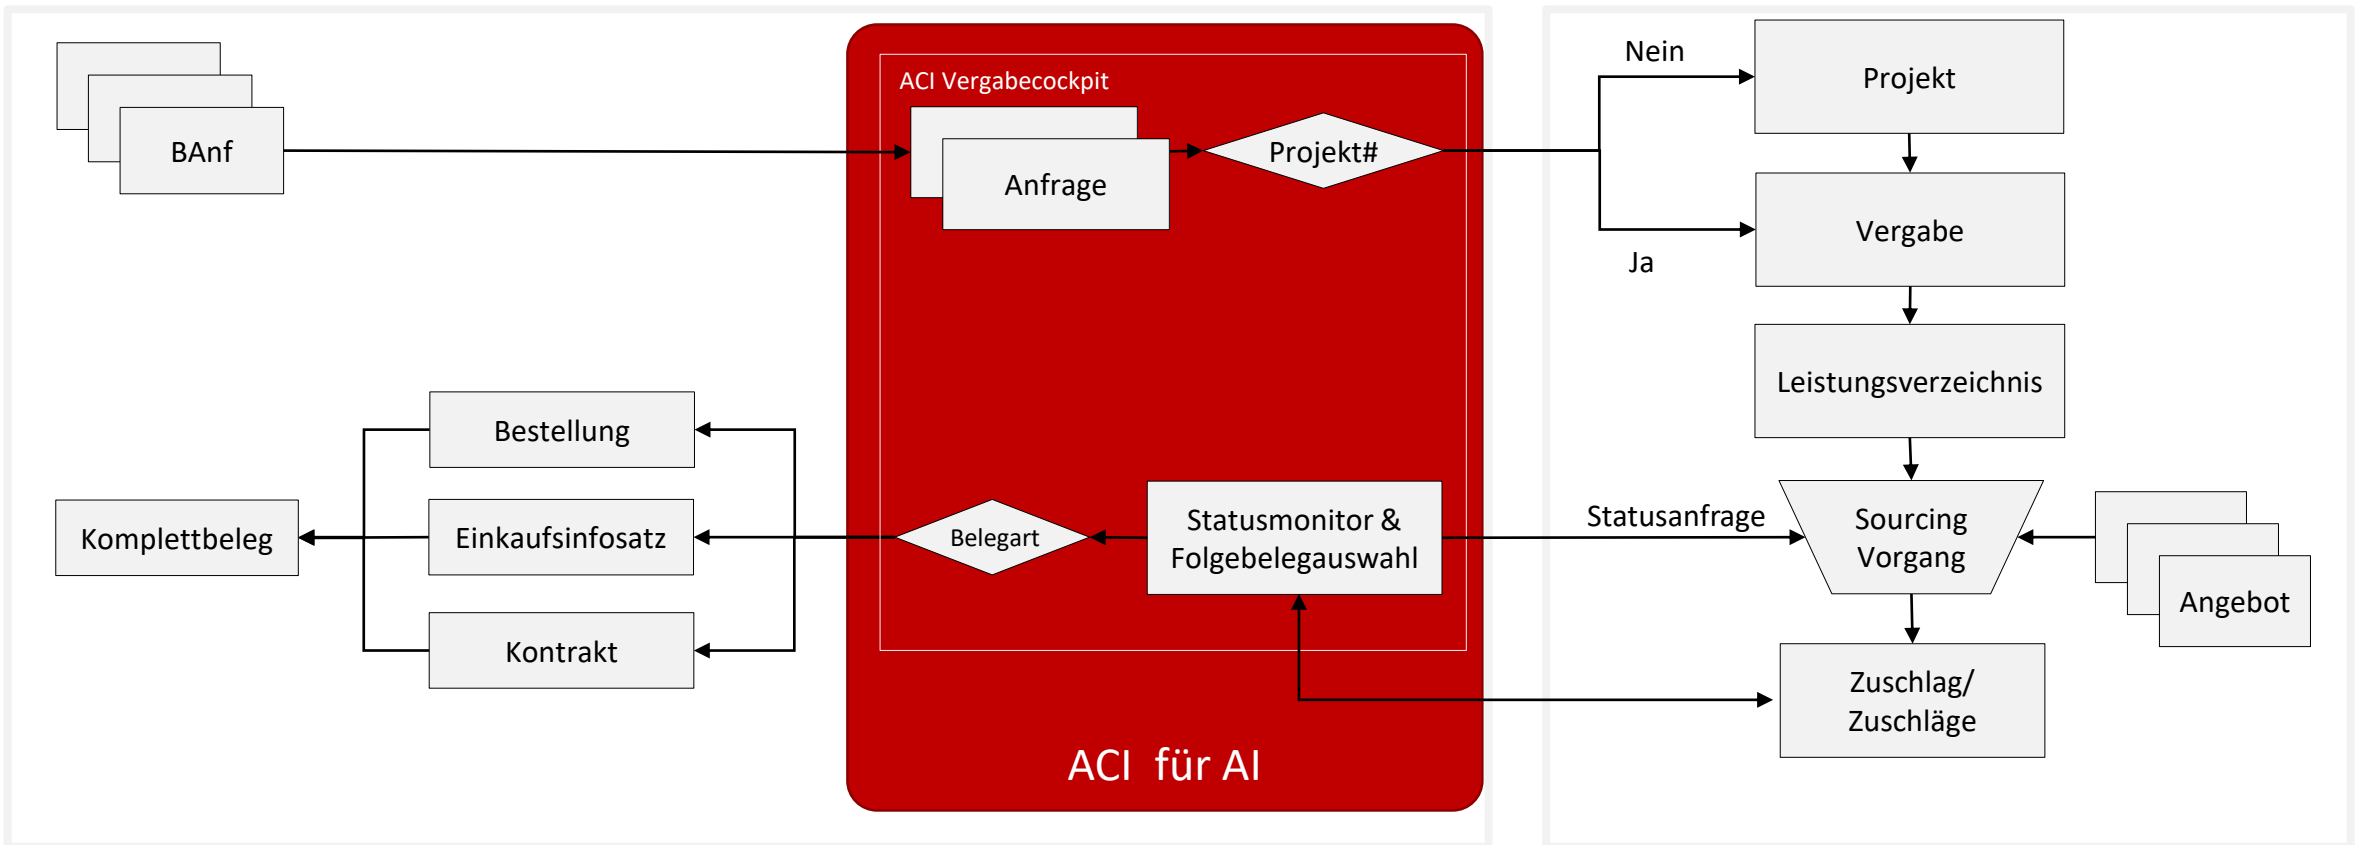 BAnf
ACI Vergabecockpit
Anfrage
Projekt#
Nein
Ja
Projekt
Vergabe
Leistungsverzeichnis
Sourcing
Vorgang
Angebot
Zuschlag/
Zuschläge
Statusanfrage
Statusmonitor &
Folgebelegauswahl
Belegart
Bestellung
Einkaufsinfosatz
Kontrakt
Komplettbeleg
ACI für AI